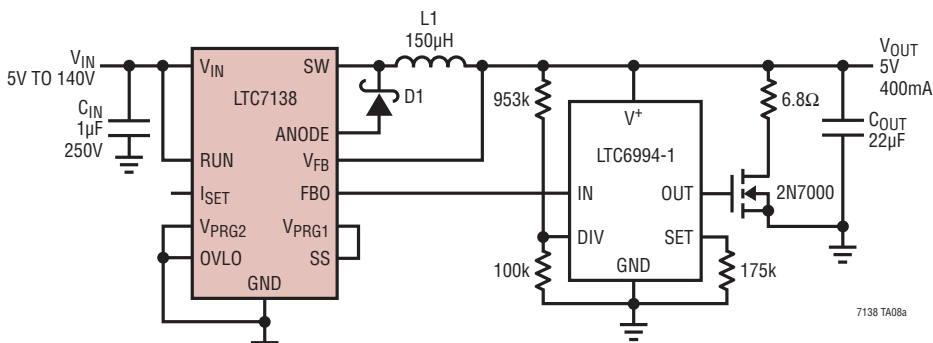 L1
150µH
VIN
5V TO 140V
CIN
1µF
250V
VIN
SW
LTC7138
D1
ANODE
RUN
VFB
ISET
FBO
VPRG2
VPRG1
OVLO
SS
GND
953k
100k
V+
LTC6994-1
IN
OUT
DIV
SET
GND
175k
6.8Ω
2N7000
VOUT
5V
400mA
COUT
22µF
7138 TA08a